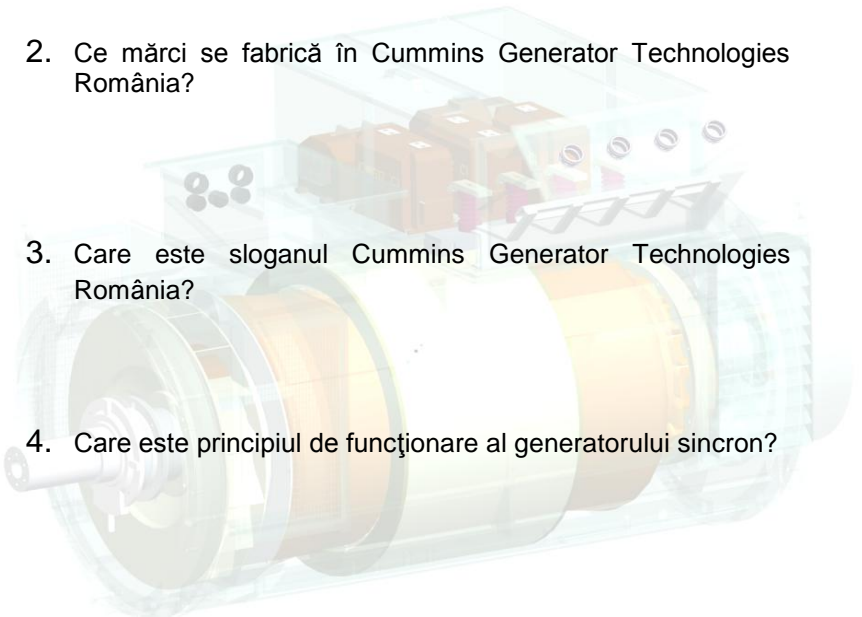 2. Ce mărci se fabrică în Cummins Generator Technologies
România?
3. Care este sloganul Cummins Generator Technologies
România?
4. Care este principiul de funcţionare al generatorului sincron?